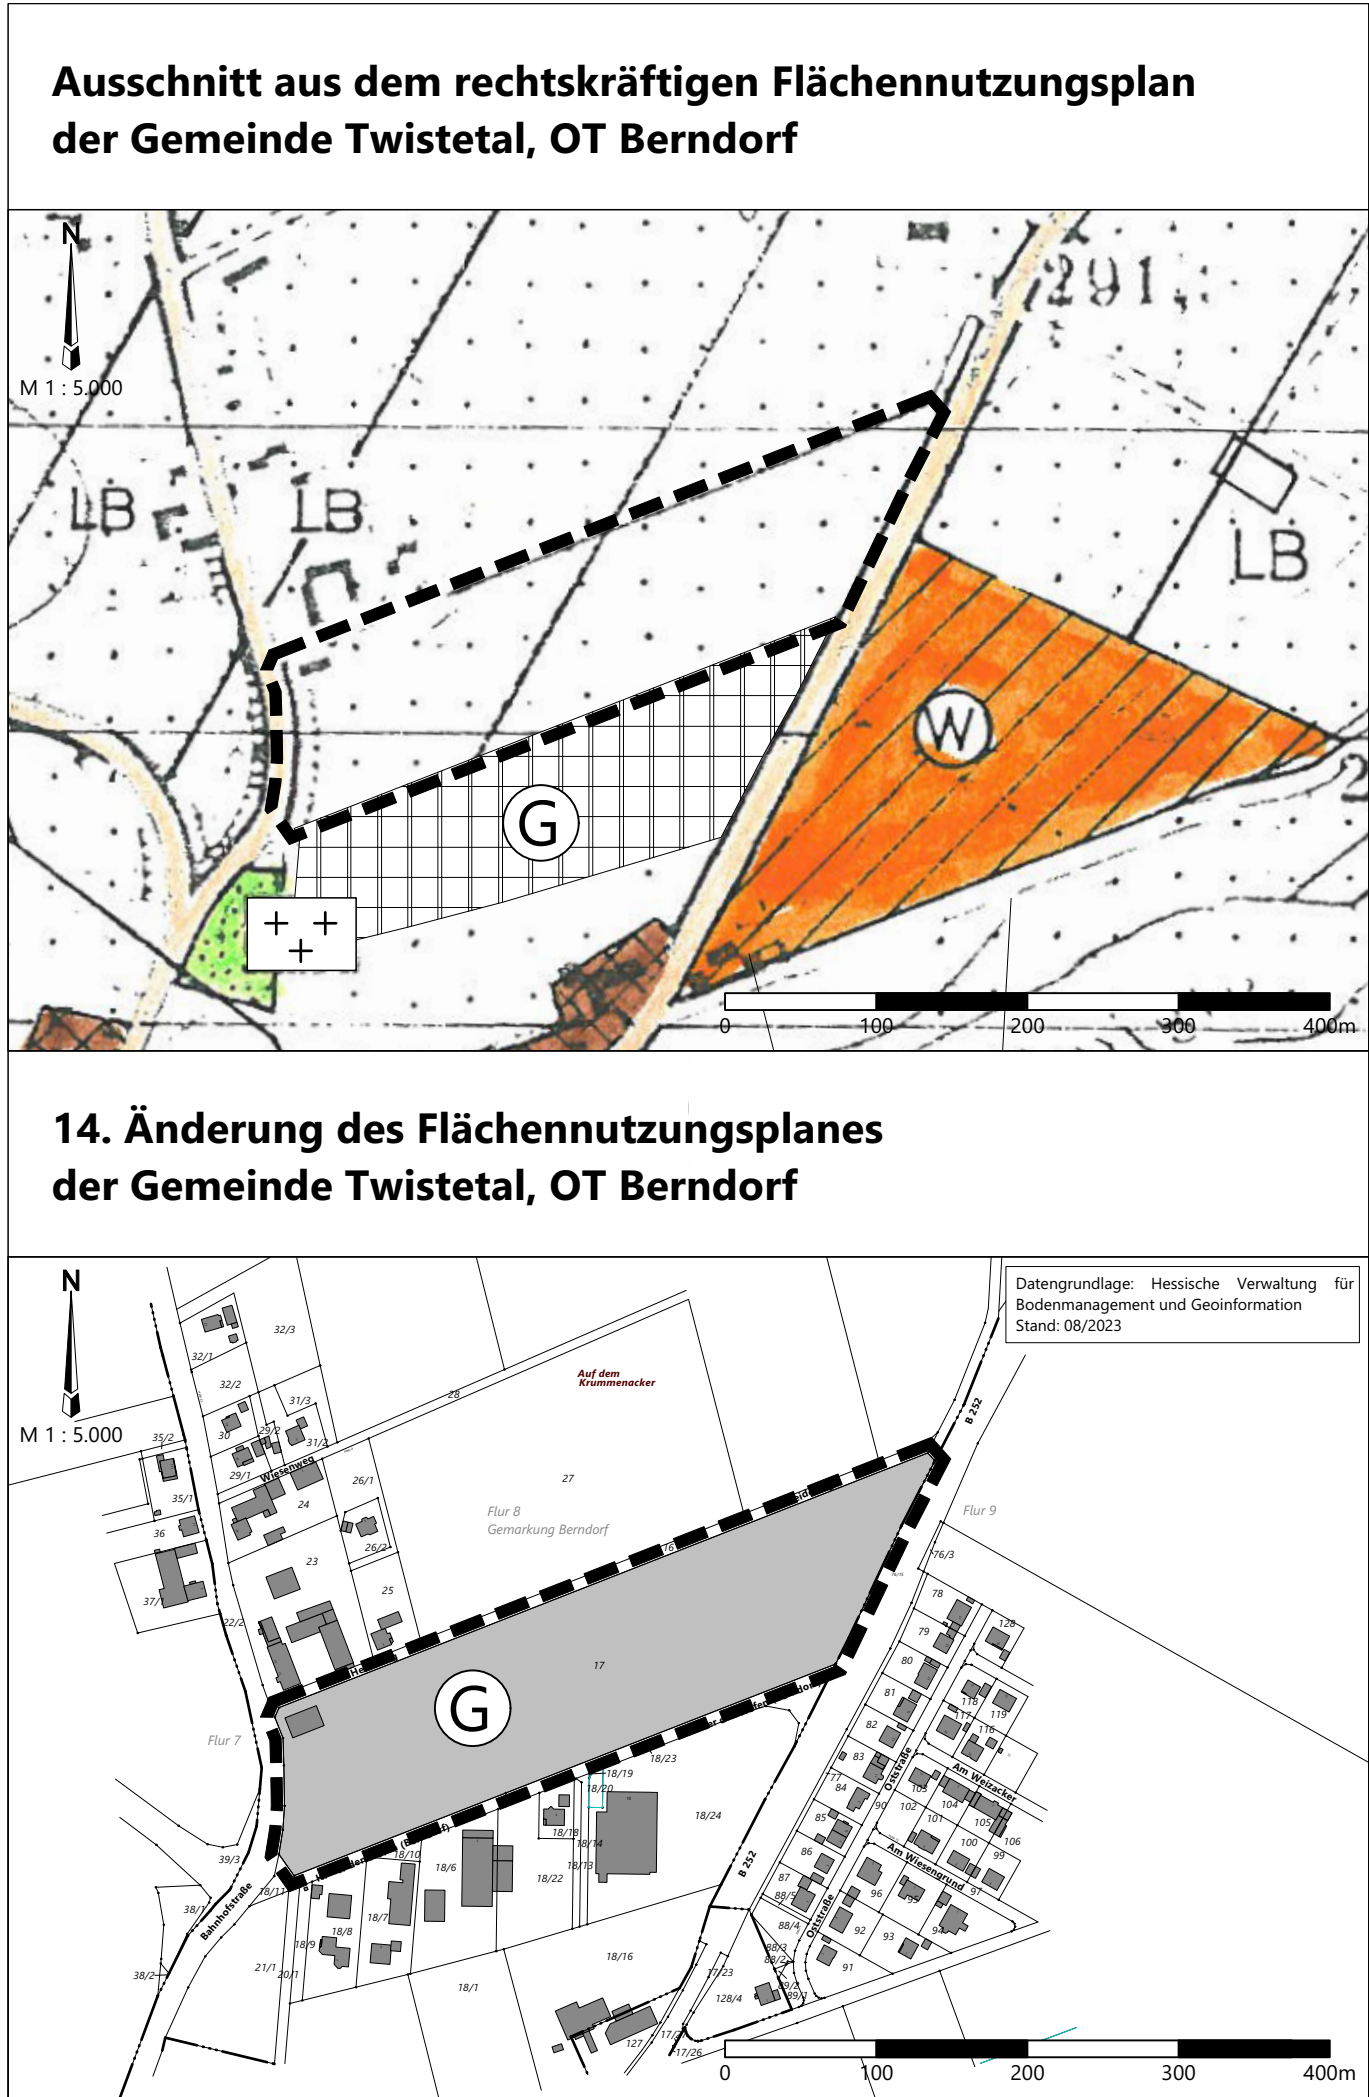 Ausschnitt aus dem rechtskräftigen Flächennutzungsplan
der Gemeinde Twistetal, OT Berndorf
N
M 1 : 5.000
291
LB
LB
LB
W
G
2
0 100 200 300 400m
14. Änderung des Flächennutzungsplanes
der Gemeinde Twistetal, OT Berndorf
N
M 1 : 5.000
Datengrundlage: Hessische Verwaltung für
Bodenmanagement und Geoinformation
Stand: 08/2023
32/3
32/1
Auf dem
Krummenacker
32/2
28
31/3
B 252
30
29/2
31/2
35/2
29/1
Wiesenweg
27
26/1
35/1
24
Flur 8
Gemarkung Berndorf
Flur 9
36
26/2
16
76/3
23
25
78
37/1
22/2
79
128
80
17
81
118
119
G
82
117
116
Flur 7
83
Oststraße
18/23
77
84
Am Weizacker
18/19
18/20
103
104
90
102
18/24
85
101
105
106
18/18
18/14
100
99
18/10
86
Am Wiesengrund
39/3
18/6
18/13
B 252
87
18/22
97
18/11
88/5
96
95
38/1
Bahnhofstraße
18/7
18/8
88/4
Oststraße
92
94
18/9
88/3
93
88/2
18/16
91
21/1
20/1
38/2
17/23
89/2
89/1
18/1
128/4
127
17/26
0 100 200 300 400m